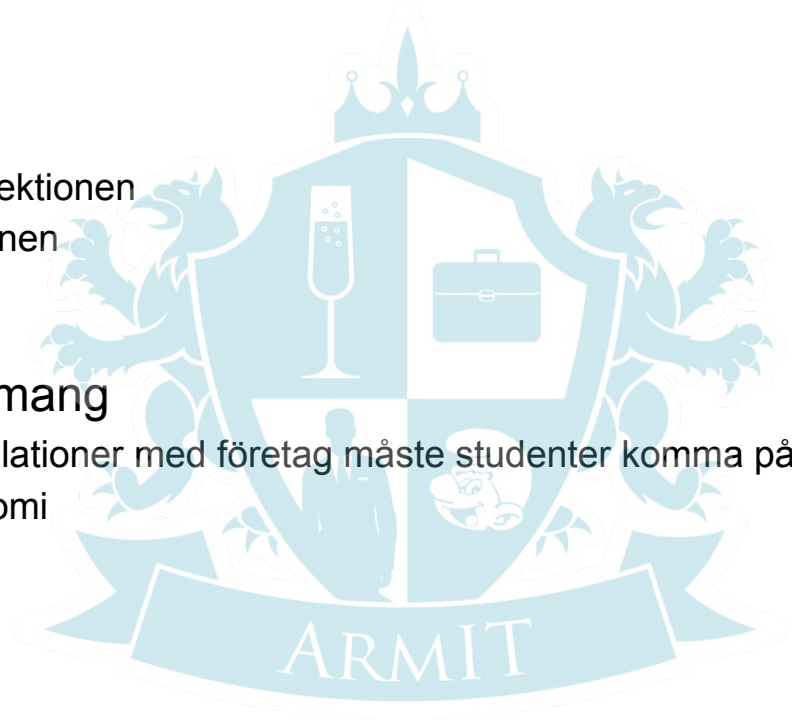 ektionen
nen
mang
lationer med företag måste studenter komma på
omi
ARMIT